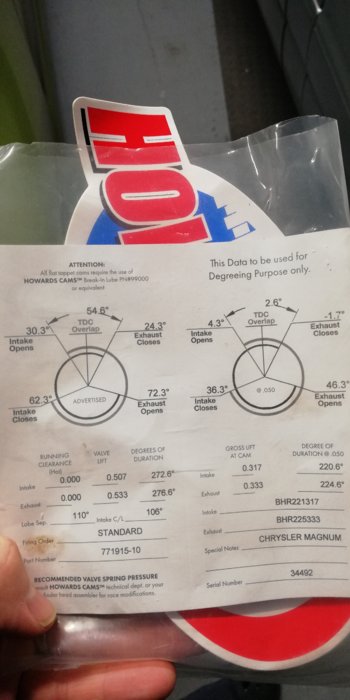 HOW
ATTENTION:
All flat tappet cams require the use of
HOWARDS CAMS™ Break-In Lube PN#99000
or equivalent
This Data to be used for
Degreeing Purpose only.
54.6°
TDC
Overlap
30.3°
Intake
Opens
24.3°
Exhaust
Closes
62.3°
Intake
Closes
ADVERTISED
72.3°
Exhaust
Opens
2.6°
TDC
Overlap
4.3°
Intake
Opens
-1.7°
Exhaust
Closes
36.3°
Intake
Closes
@ .050
46.3°
Exhaust
Opens
RUNNING
CLEARANCE
(Hot)
VALVE
LIFT
DEGREES OF
DURATION
Intake 0.000 0.507 272.6°
Exhaust 0.000 0.533 276.6°
Lobe Sep. 110° Intake C/L 106°
Firing Order STANDARD
Part Number 771915-10
GROSS LIFT
AT CAM
DEGREE OF
DURATION @ .050
Intake 0.317 220.6°
Exhaust 0.333 224.6°
Intake BHR221317
Exhaust BHR225333
Special Notes CHRYSLER MAGNUM
Serial Number 34492
RECOMMENDED VALVE SPRING PRESSURE
HOWARDS CAMS™ technical dept. or your
assembler for race modifications.